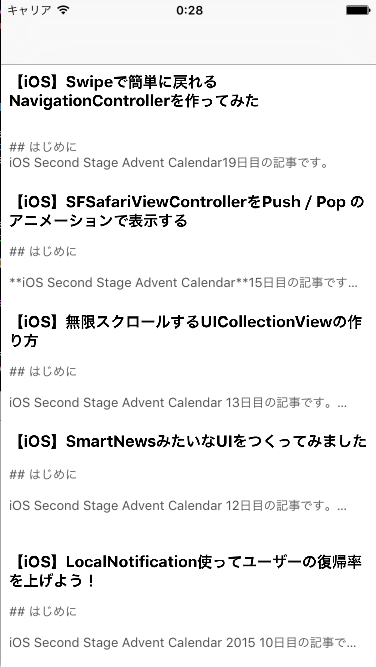 キャリア 0:28
【iOS】Swipeで簡単に戻れる
NavigationControllerを作ってみた
## はじめに
iOS Second Stage Advent Calendar19日目の記事です。
【iOS】SFSafariViewControllerをPush / Pop の
アニメーションで表示する
## はじめに
**iOS Second Stage Advent Calendar**15日目の記事です...
【iOS】無限スクロールするUICollectionViewの作
り方
## はじめに
iOS Second Stage Advent Calendar 13日目の記事です。...
【iOS】SmartNewsみたいなUIをつくってみました
## はじめに
iOS Second Stage Advent Calendar 12日目の記事です。...
【iOS】LocalNotification使ってユーザーの復帰率
を上げよう！
## はじめに
iOS Second Stage Advent Calendar 2015 10日目の記事で...